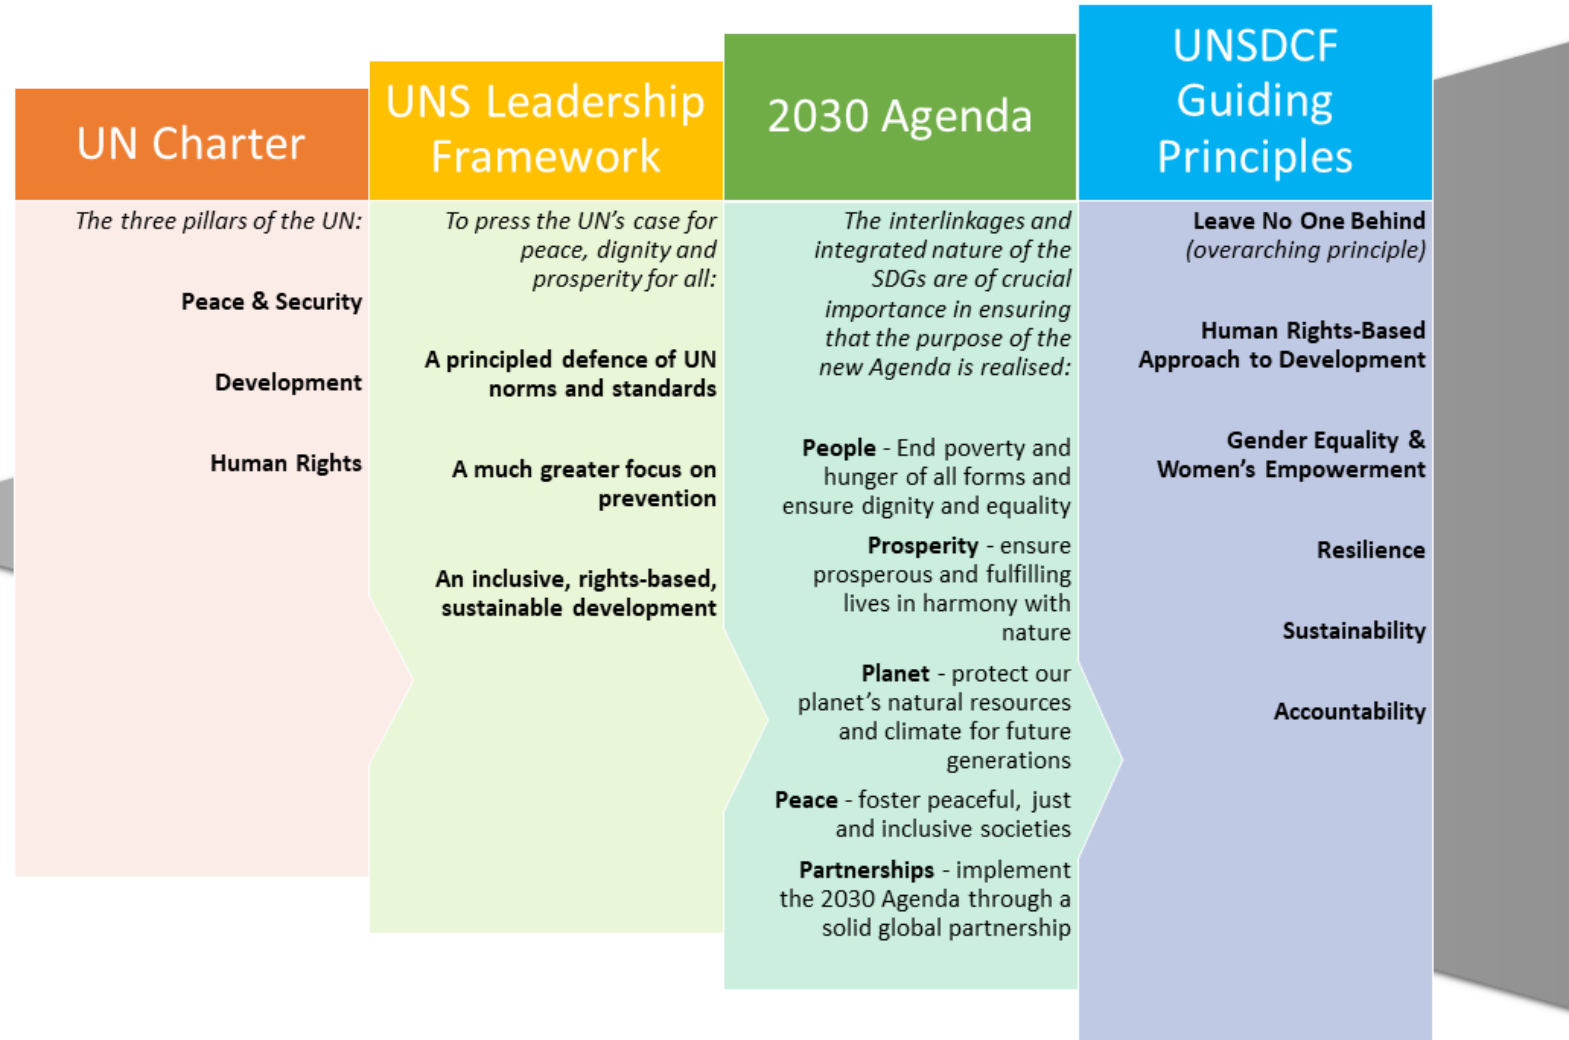 UN Charter
The three pillars of the UN:
Peace & Security
Development
Human Rights
UNS Leadership
Framework
To press the UN’s case for
peace, dignity and
prosperity for all:
A principled defence of UN
norms and standards
A much greater focus on
prevention
An inclusive, rights-based,
sustainable development
2030 Agenda
The interlinkages and
integrated nature of the
SDGs are of crucial
importance in ensuring
that the purpose of the
new Agenda is realised:
People - End poverty and
hunger of all forms and
ensure dignity and equality
Prosperity - ensure
prosperous and fulfilling
lives in harmony with
nature
Planet - protect our
planet’s natural resources
and climate for future
generations
Peace - foster peaceful, just
and inclusive societies
Partnerships - implement
the 2030 Agenda through a
solid global partnership
UNSDCF
Guiding
Principles
Leave No One Behind
(overarching principle)
Human Rights-Based
Approach to Development
Gender Equality &
Women’s Empowerment
Resilience
Sustainability
Accountability